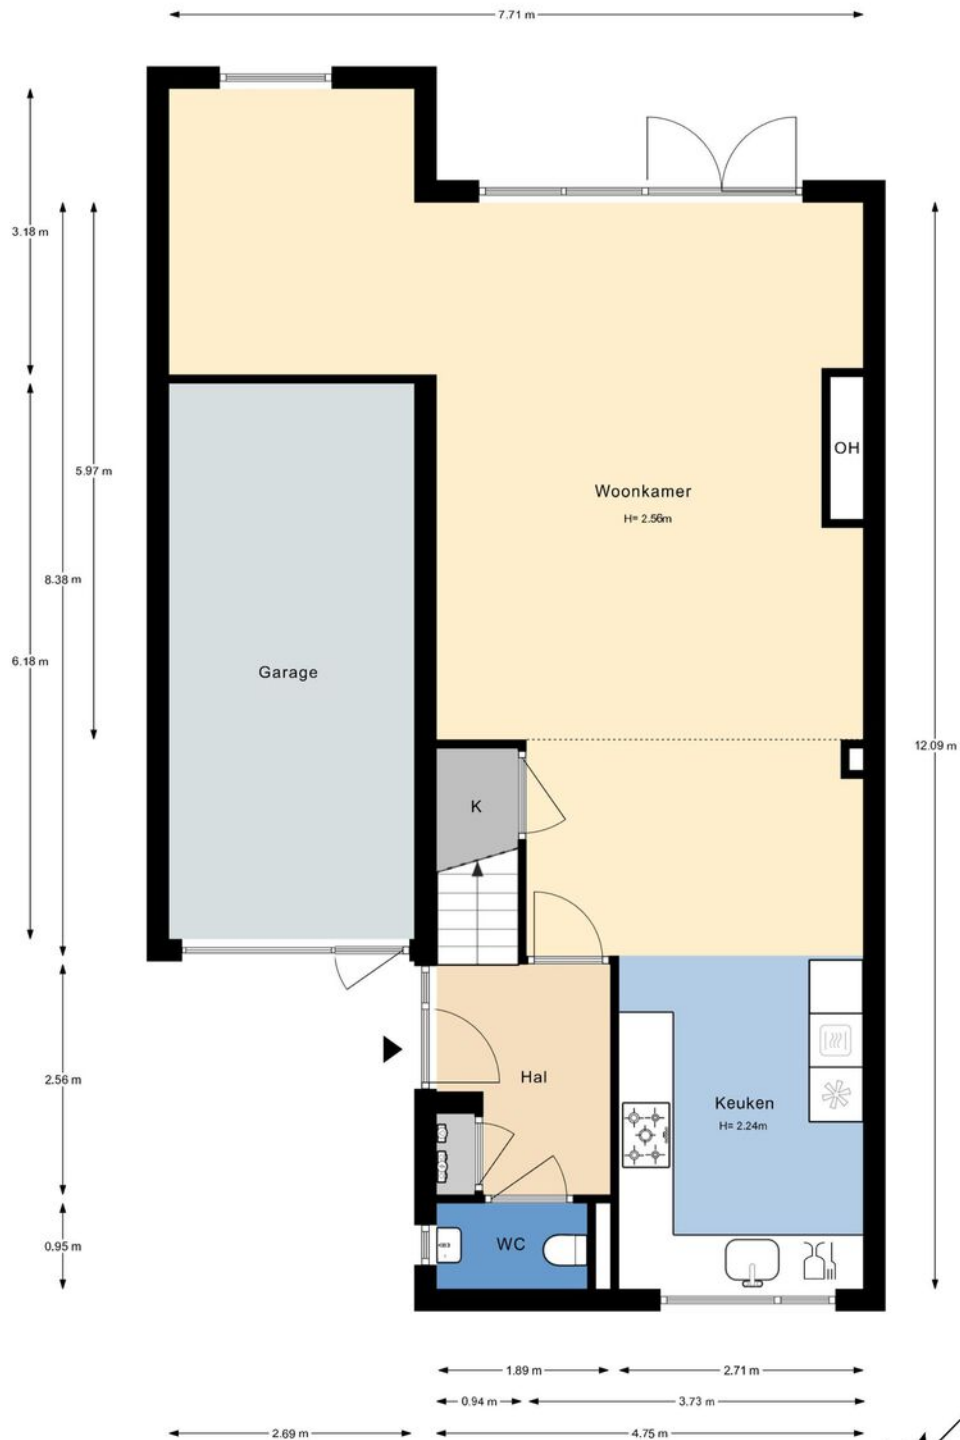 7.71 m
3.18 m
5.97 m
OH
Woonkamer
H= 2.56m
8.38 m
6.18 m
Garage
12.09 m
K
2.56 m
Hal
Keuken
H= 2.24m
0.95 m
WC
1.89 m
2.71 m
0.94 m
3.73 m
2.69 m
4.75 m